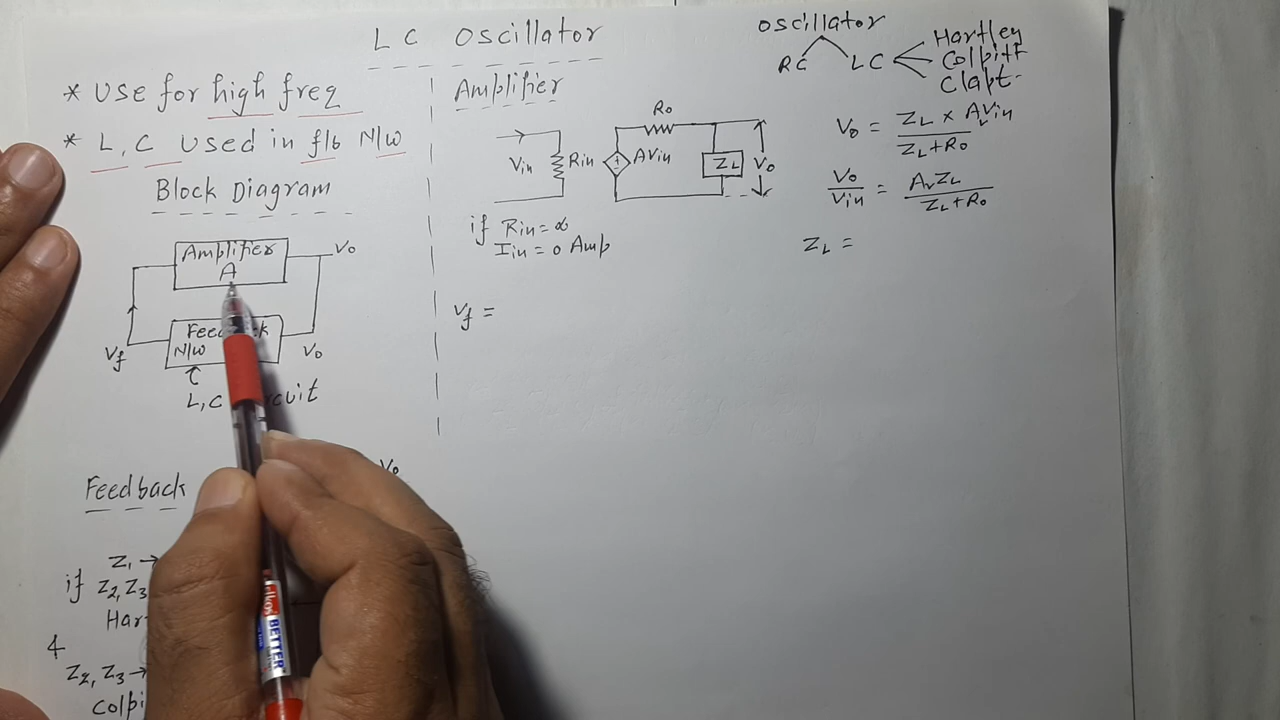 LC Oscillator
Oscillator
RC LC
Hartley
Colpitt
Clapt
* Use for high freq
* L, C Used in f/b N/W
Block Diagram
Amplifier
A
Vo
N/W
Vf
Vo
L,C
Feedback
Vo
Z1 →
if Z2, Z3
Har
&
Z2, Z3 →
Colpi
Amplifier
Vin
Rin
AVin
Ro
ZL
Vo
if Rin = ∞
Iin = 0 Amp
Vf =
Vo = ZL × AvVin / ZL + Ro
Vo / Vin = AvZL / ZL + Ro
ZL =
BETTER